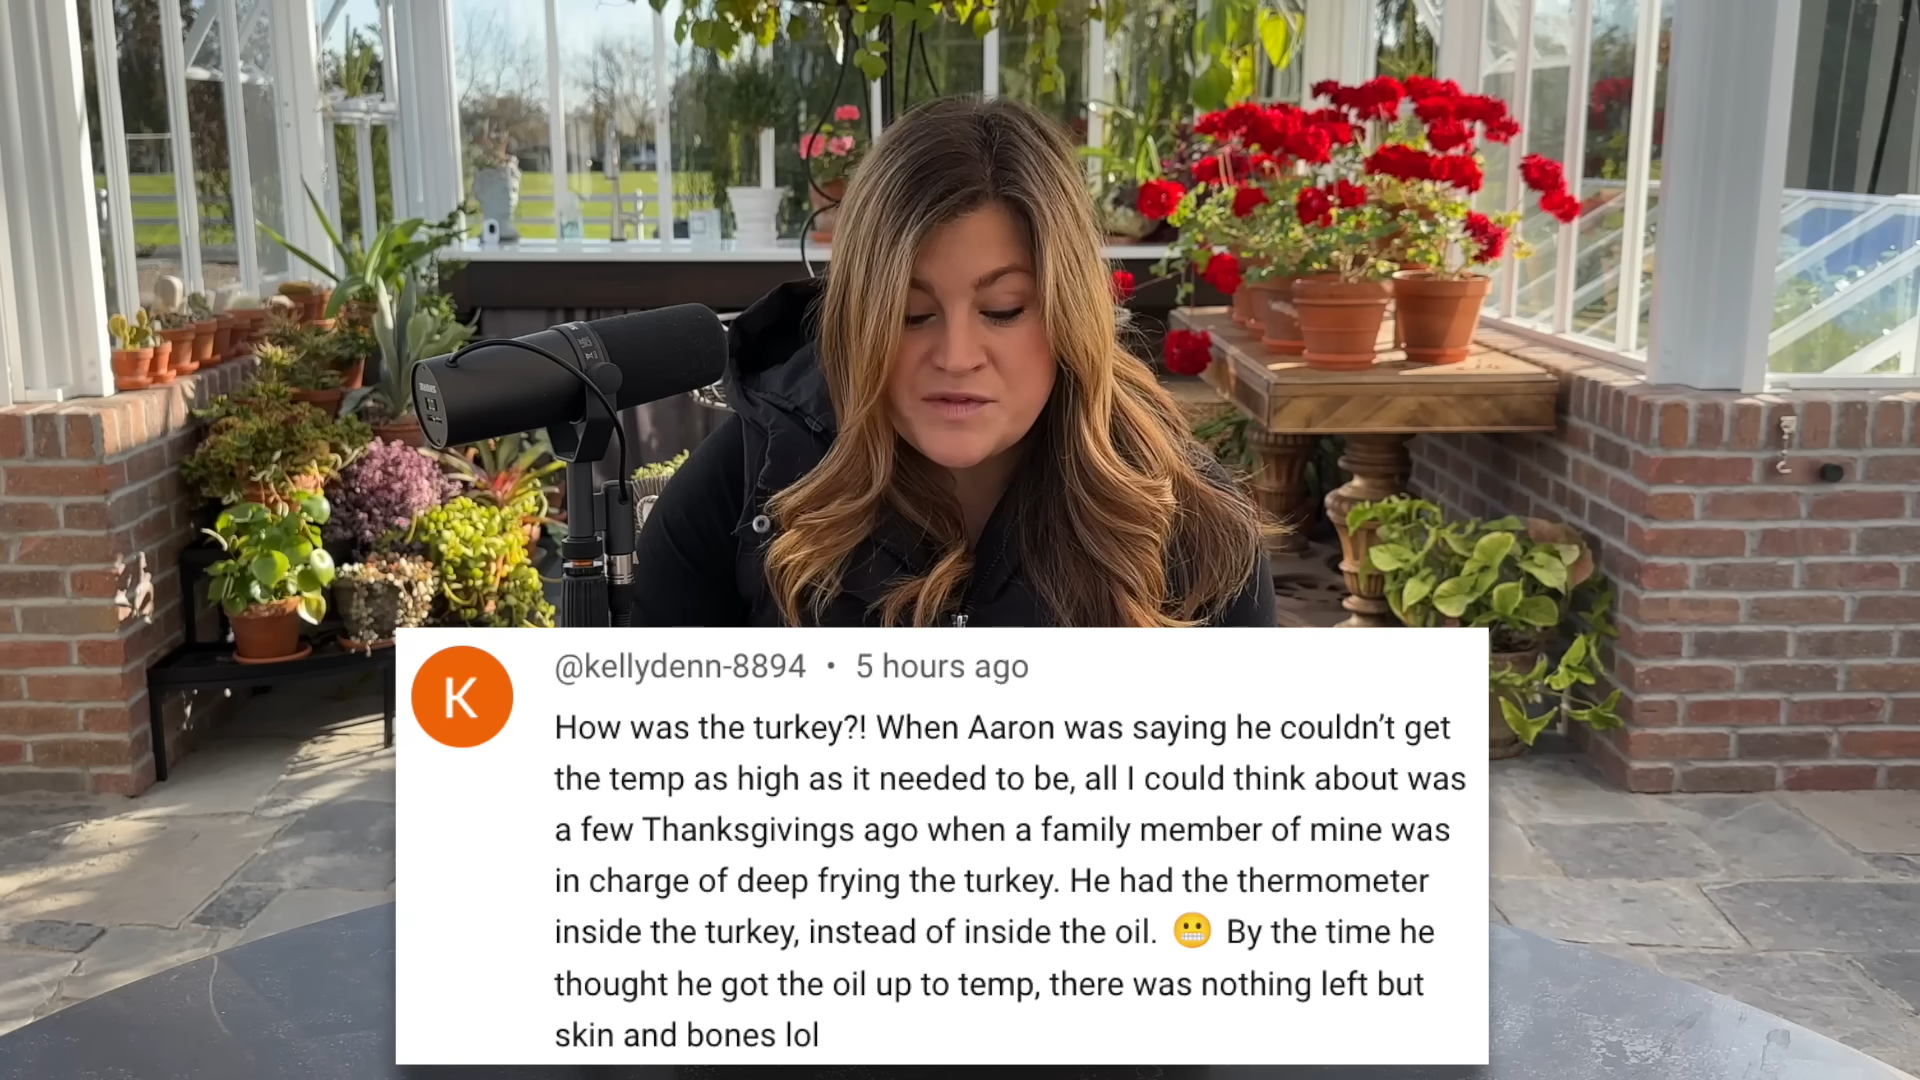 K
@kellydenn-8894 • 5 hours ago
How was the turkey?! When Aaron was saying he couldn’t get
the temp as high as it needed to be, all I could think about was
a few Thanksgivings ago when a family member of mine was
in charge of deep frying the turkey. He had the thermometer
inside the turkey, instead of inside the oil. 😬 By the time he
thought he got the oil up to temp, there was nothing left but
skin and bones lol